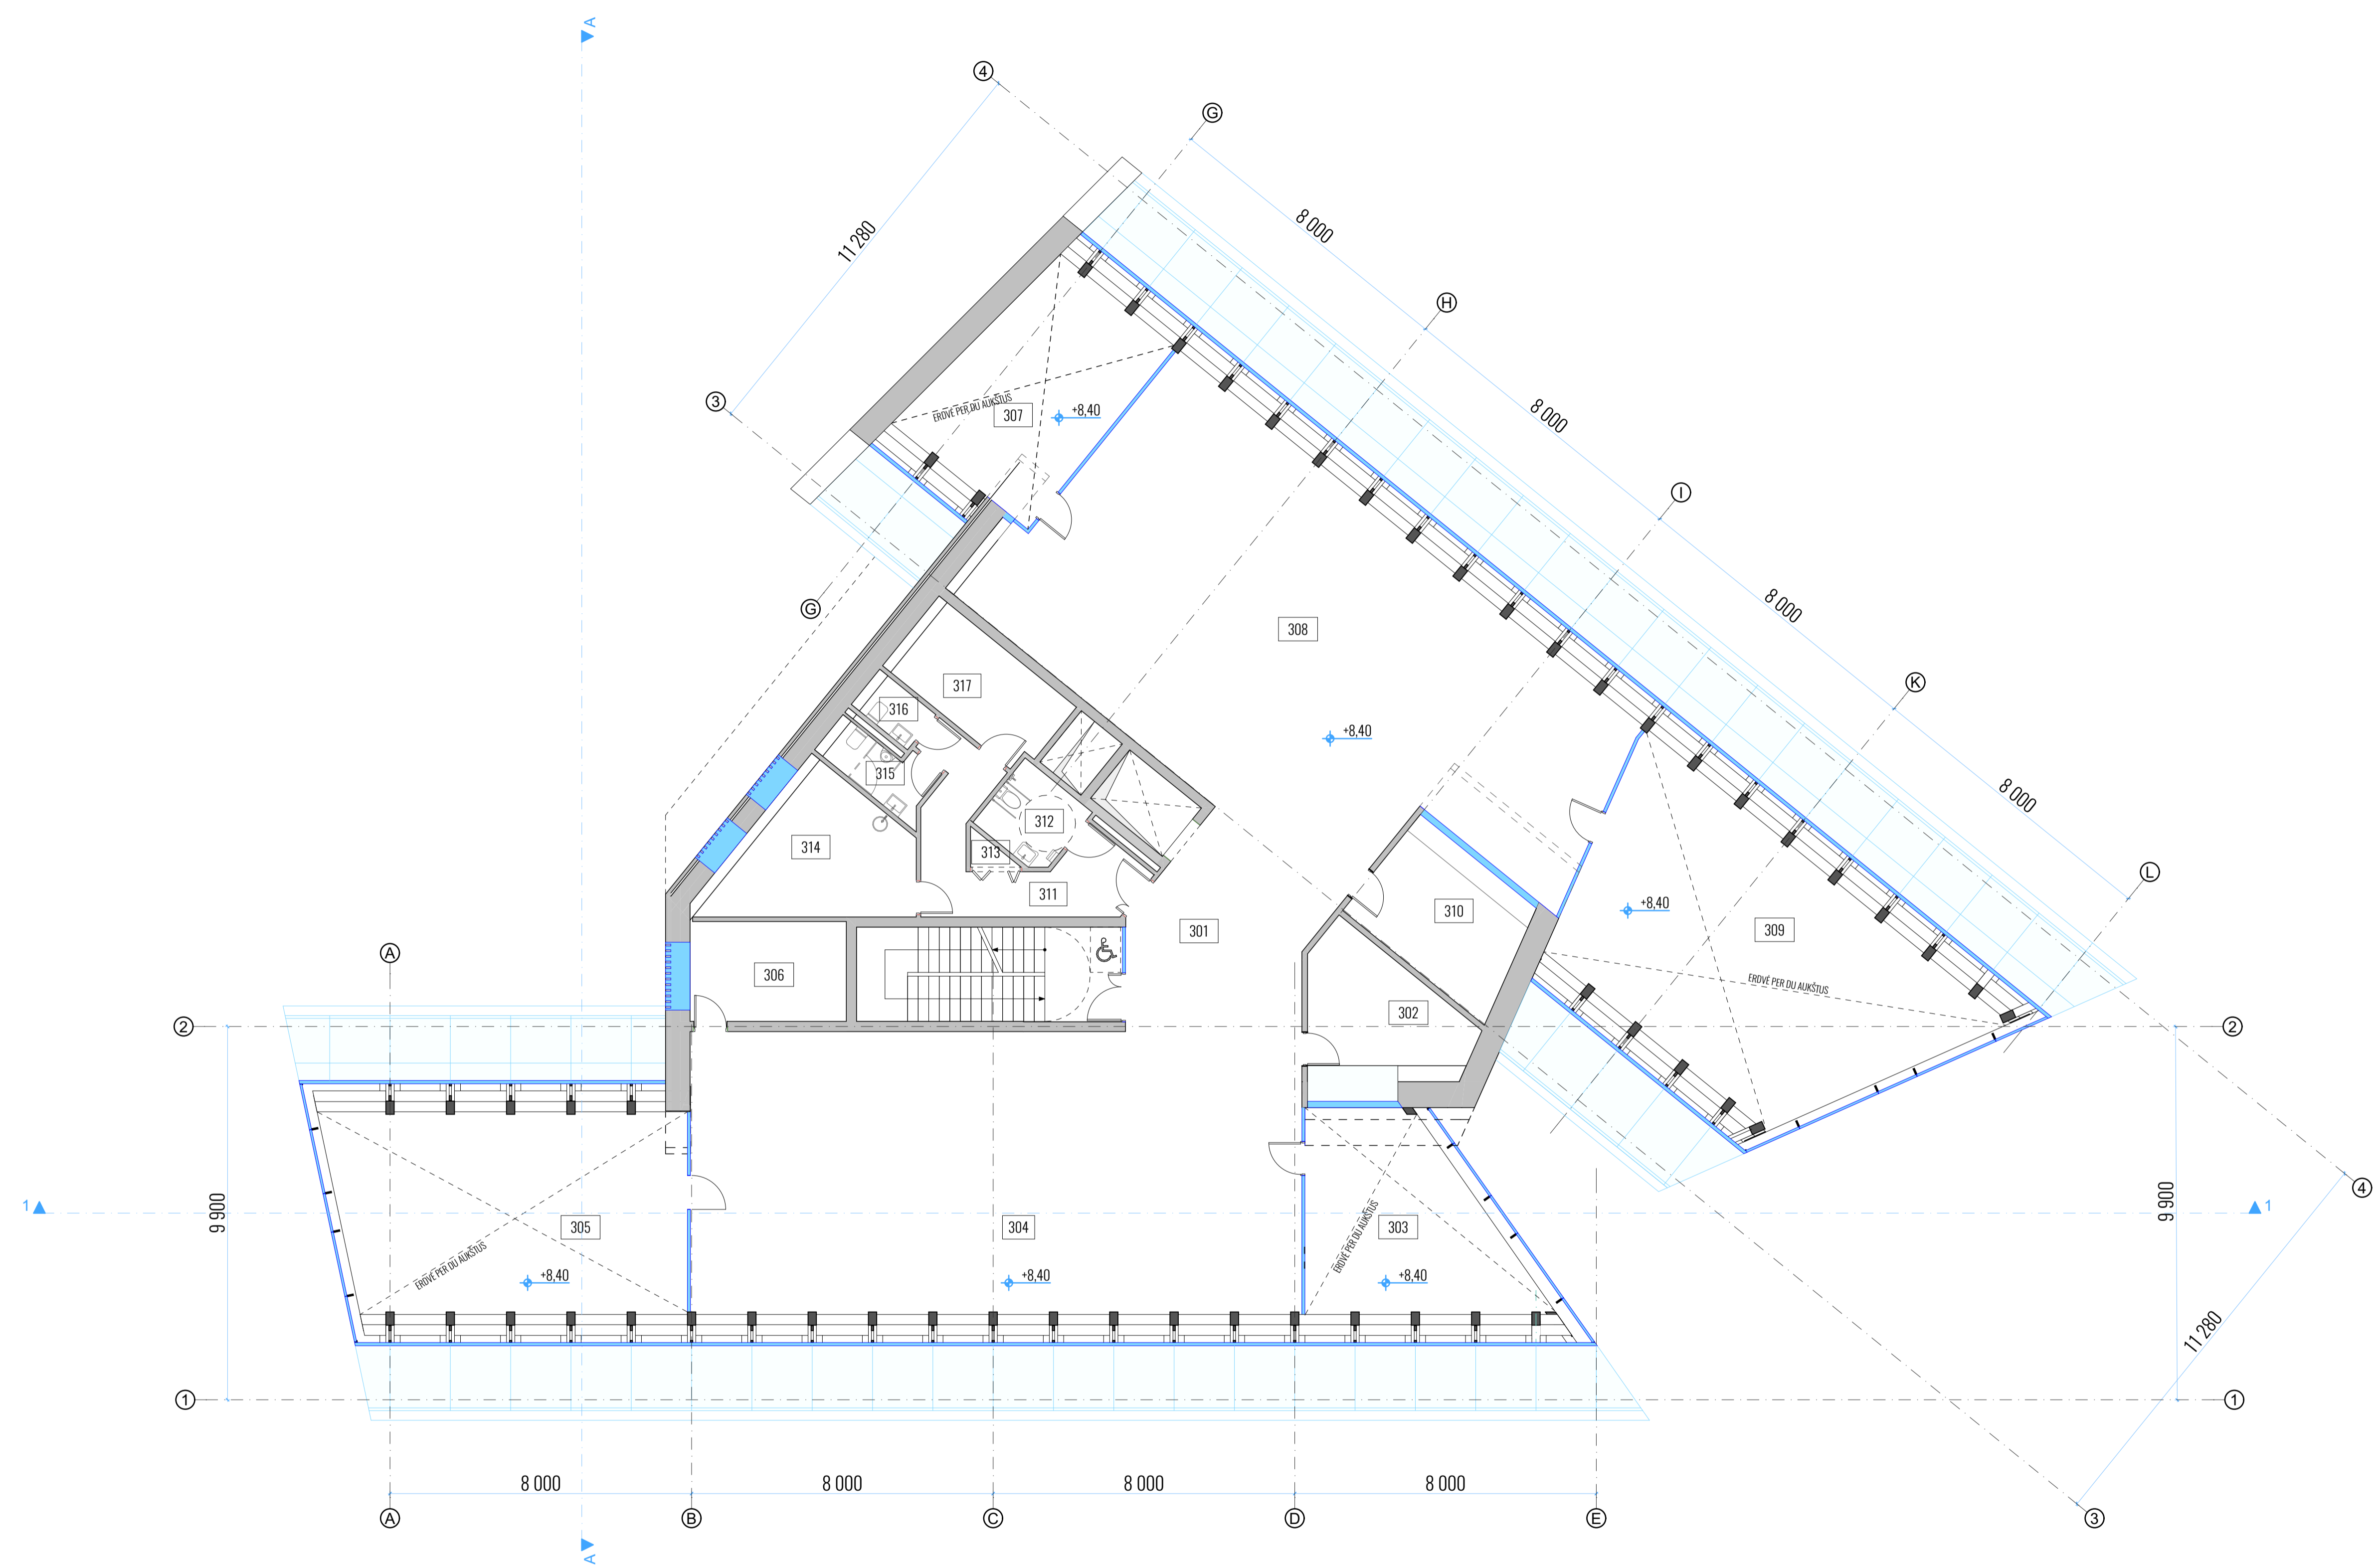 A
4
G
11 280
8 000
H
3
ERDVĖ PER DU AUKŠTUS
307
+8,40
8 000
I
G
308
8 000
K
317
316
+8,40
315
8 000
312
314
313
L
311
+8,40
310
309
301
A
306
ERDVĖ PER DU AUKŠTUS
302
2
2
4
9 900
9 900
1
1
305
304
303
ERDVĖ PER DU AUKŠTUS
ERDVĖ PER DU AUKŠTUS
+8,40
+8,40
+8,40
11 280
1
1
8 000
8 000
8 000
8 000
A
B
C
D
E
3
A